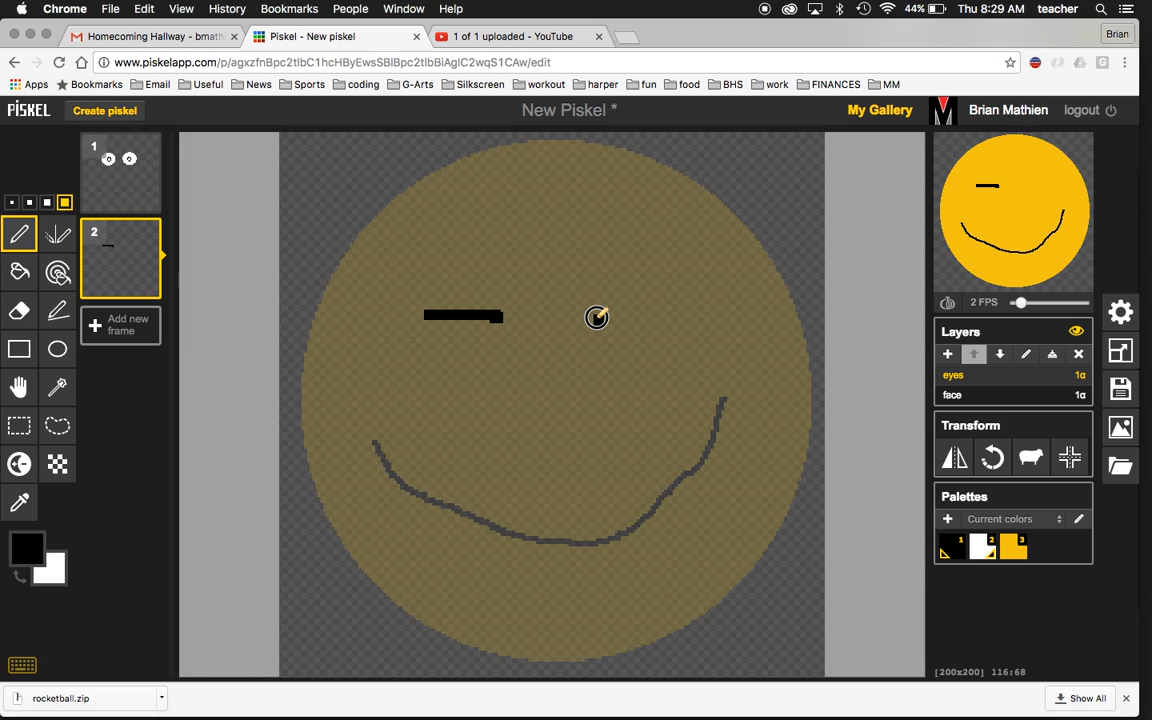 Chrome File Edit View History Bookmarks People Window Help 44% Thu 8:29 AM teacher
Homecoming Hallway - bmath Piskel - New piskel 1 of 1 uploaded - YouTube Brian
www.piskelapp.com/p/agxzfnBpc2tlbC1hcHByEwsSBlBpc2tlbBiAgIC2wqS1CAw/edit
Apps Bookmarks Email Useful News Sports coding G-Arts Silkscreen workout harper fun food BHS work FINANCES MM
PiSKEL Create piskel New Piskel * My Gallery Brian Mathien logout
1
2
Add new
frame
2 FPS
Layers
eyes 1α
face 1α
Transform
Palettes
Current colors
1 2 3
[200x200] 116:68
rocketball.zip Show All